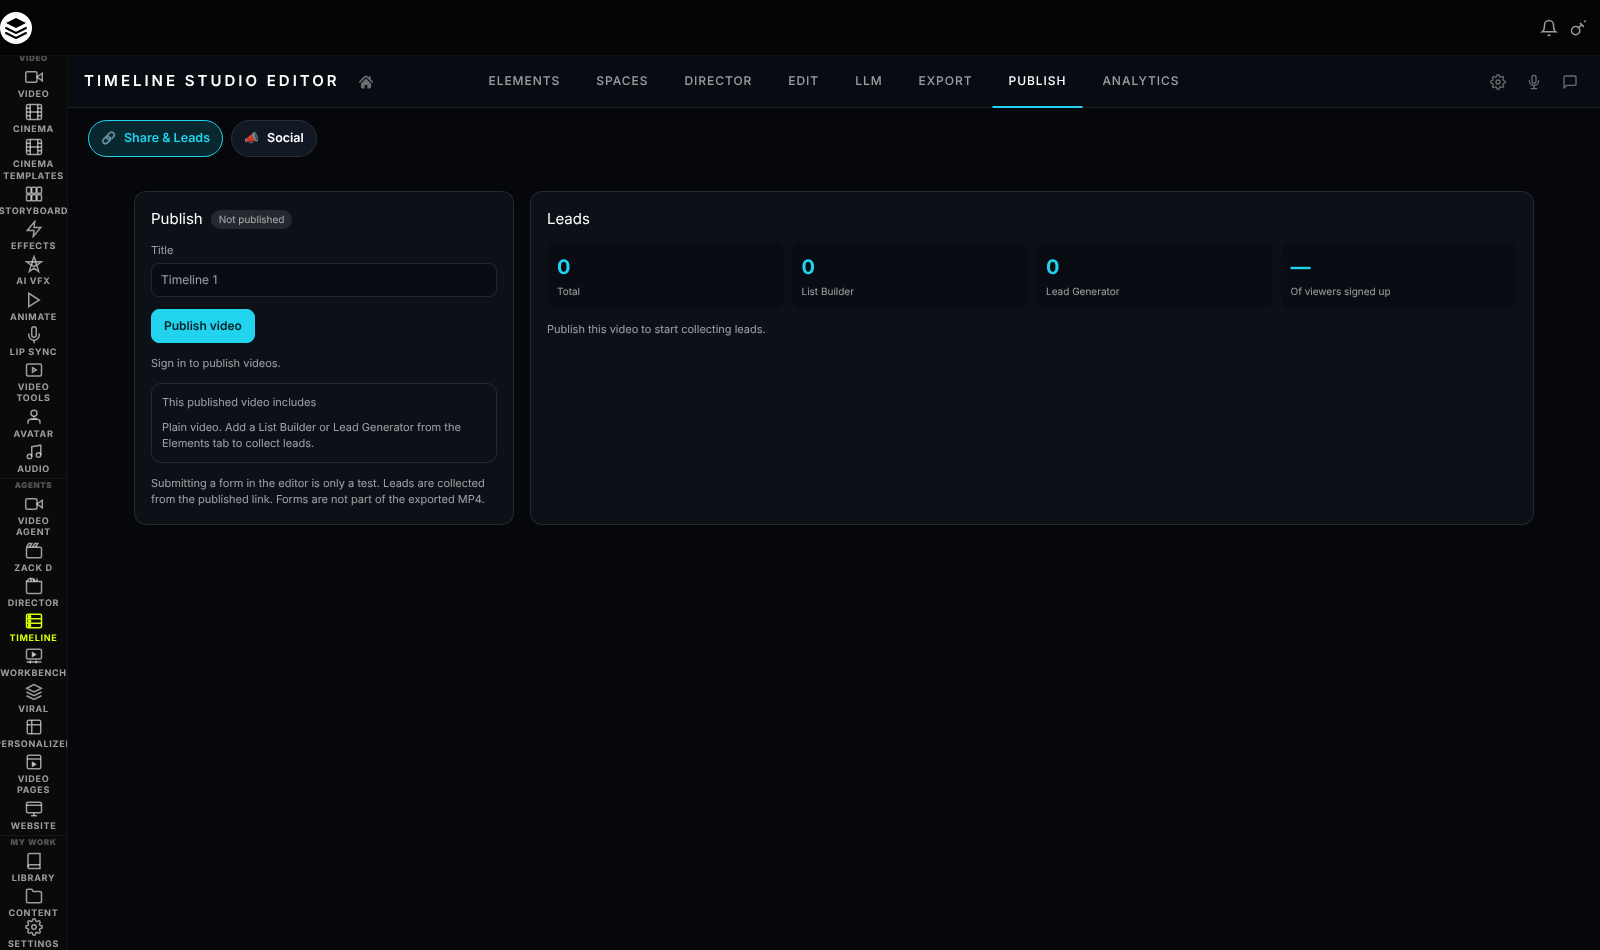 VIDEO
VIDEO
CINEMA
CINEMA
TEMPLATES
STORYBOARD
EFFECTS
AI VFX
ANIMATE
LIP SYNC
VIDEO
TOOLS
AVATAR
AUDIO
AGENTS
VIDEO
AGENT
ZACK D
DIRECTOR
TIMELINE
WORKBENCH
VIRAL
PERSONALIZE
VIDEO
PAGES
WEBSITE
MY WORK
LIBRARY
CONTENT
SETTINGS
TIMELINE STUDIO EDITOR
ELEMENTS
SPACES
DIRECTOR
EDIT
LLM
EXPORT
PUBLISH
ANALYTICS
Share & Leads
Social
Publish
Not published
Title
Timeline 1
Publish video
Sign in to publish videos.
This published video includes
Plain video. Add a List Builder or Lead Generator from the
Elements tab to collect leads.
Submitting a form in the editor is only a test. Leads are collected
from the published link. Forms are not part of the exported MP4.
Leads
0
Total
0
List Builder
0
Lead Generator
—
Of viewers signed up
Publish this video to start collecting leads.